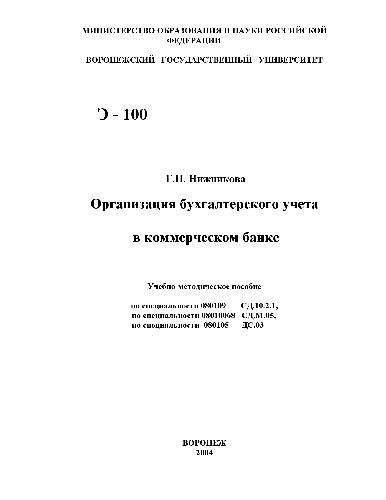 МИНИСТЕРСТВО ОБРАЗОВАНИЯ И НАУКИ РОССИЙСКОЙ
ФЕДЕРАЦИИ
ВОРОНЕЖСКИЙ ГОСУДАРСТВЕННЫЙ УНИВЕРСИТЕТ
Э - 100
Г.П. Нижникова
Организация бухгалтерского учета
в коммерческом банке
Учебно методическое пособие
по специальности 080109 СД.10.2.1,
по специальности 08010068 СД.М.05,
по специальности 080105 ДС.03
ВОРОНЕЖ
2004